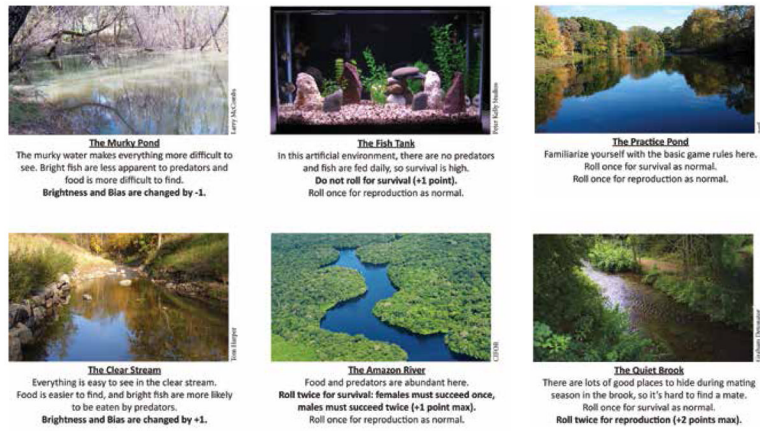 Larry McCombs
Peter Kelly Studios
The Murky Pond
The murky water makes everything more difficult to
see. Bright fish are less apparent to predators and
food is more difficult to find.
Brightness and Bias are changed by -1.
The Fish Tank
In this artificial environment, there are no predators
and fish are fed daily, so survival is high.
Do not roll for survival (+1 point).
Roll once for reproduction as normal.
The Practice Pond
Familiarize yourself with the basic game rules here.
Roll once for survival as normal.
Roll once for reproduction as normal.
Tom Harper
CIFOR
The Clear Stream
Everything is easy to see in the clear stream.
Food is easier to find, and bright fish are more likely
to be eaten by predators.
Brightness and Bias are changed by +1.
The Amazon River
Food and predators are abundant here.
Roll twice for survival: females must succeed once,
males must succeed twice (+1 point max).
Roll once for reproduction as normal.
The Quiet Brook
There are lots of good places to hide during mating
season in the brook, so it's hard to find a mate.
Roll once for survival as normal.
Roll twice for reproduction (+2 points max).